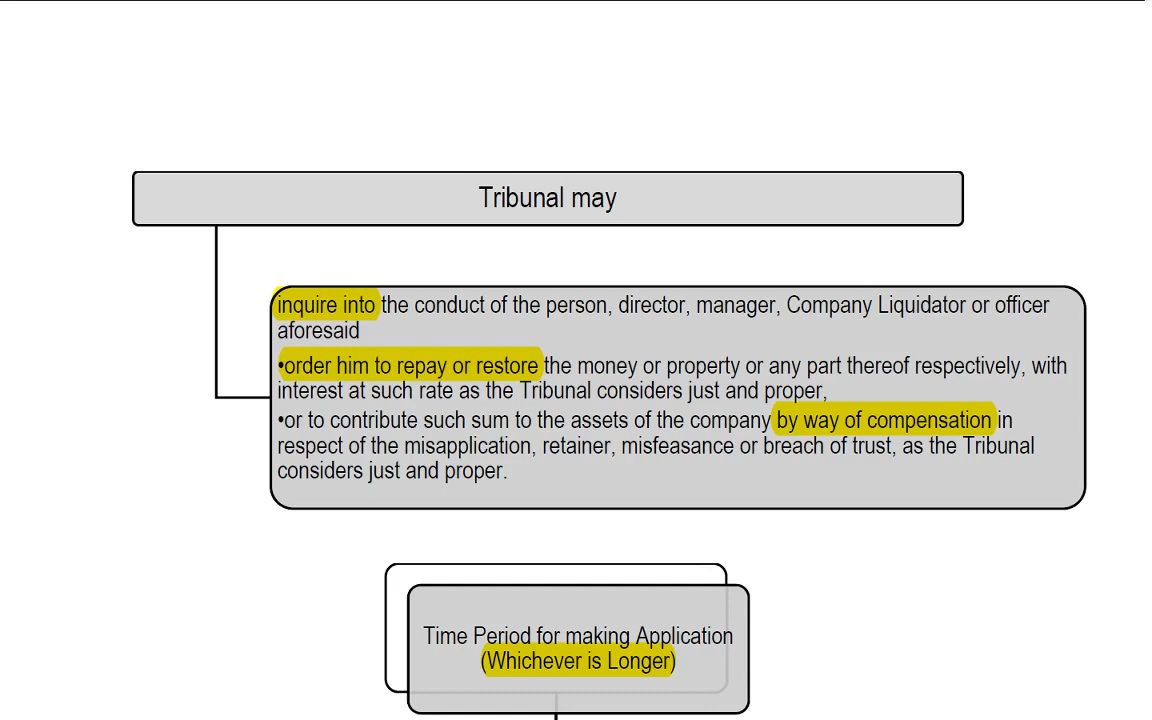 Tribunal may
inquire into the conduct of the person, director, manager, Company Liquidator or officer
aforesaid
•order him to repay or restore the money or property or any part thereof respectively, with
interest at such rate as the Tribunal considers just and proper,
•or to contribute such sum to the assets of the company by way of compensation in
respect of the misapplication, retainer, misfeasance or breach of trust, as the Tribunal
considers just and proper.
Time Period for making Application
(Whichever is Longer)